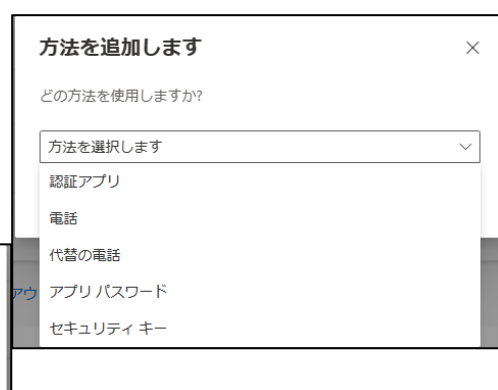 方法を追加します
どの方法を使用しますか?
方法を選択します
認証アプリ
電話
代替の電話
アウ
アプリ パスワード
セキュリティ キー